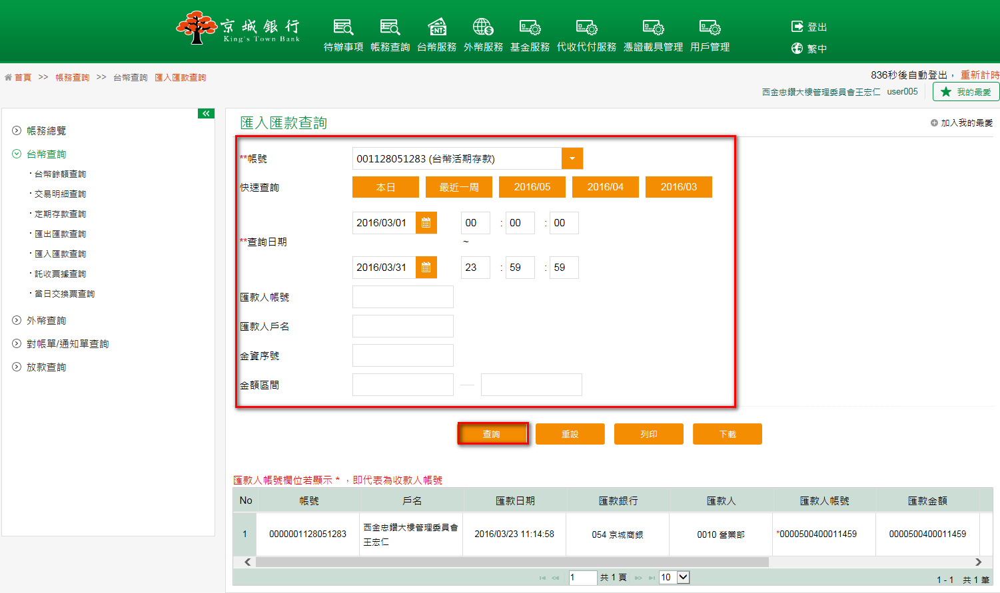 京城銀行
King's Town Bank
待辦事項 帳務查詢 台幣服務 外幣服務 基金服務 代收代付服務 憑證載具管理 用戶管理
登出
繁中
首頁 >> 帳務查詢 >> 台幣查詢 匯入匯款查詢
836秒後自動登出， 重新計時
西金忠鑽大樓管理委員會王宏仁 user005
我的最愛
帳務總覽
台幣查詢
台幣餘額查詢
交易明細查詢
定期存款查詢
匯出匯款查詢
匯入匯款查詢
託收票據查詢
當日交換票查詢
外幣查詢
對帳單/通知單查詢
放款查詢
匯入匯款查詢
加入我的最愛
**帳號 001128051283 (台幣活期存款)
快速查詢 本日 最近一周 2016/05 2016/04 2016/03
2016/03/01 00 : 00 : 00
**查詢日期 ~
2016/03/31 23 : 59 : 59
匯款人帳號
匯款人戶名
金資序號
金額區間
查詢 重設 列印 下載
匯款人帳號欄位若顯示 * ，即代表為收款人帳號
No 帳號 戶名 匯款日期 匯款銀行 匯款人 匯款人帳號 匯款金額
1 0000001128051283 西金忠鑽大樓管理委員會王宏仁 2016/03/23 11:14:58 054 京城商銀 0010 營業部 *0000500400011459 0000500400011459
1 共 1 頁 10
1 - 1 共 1 筆